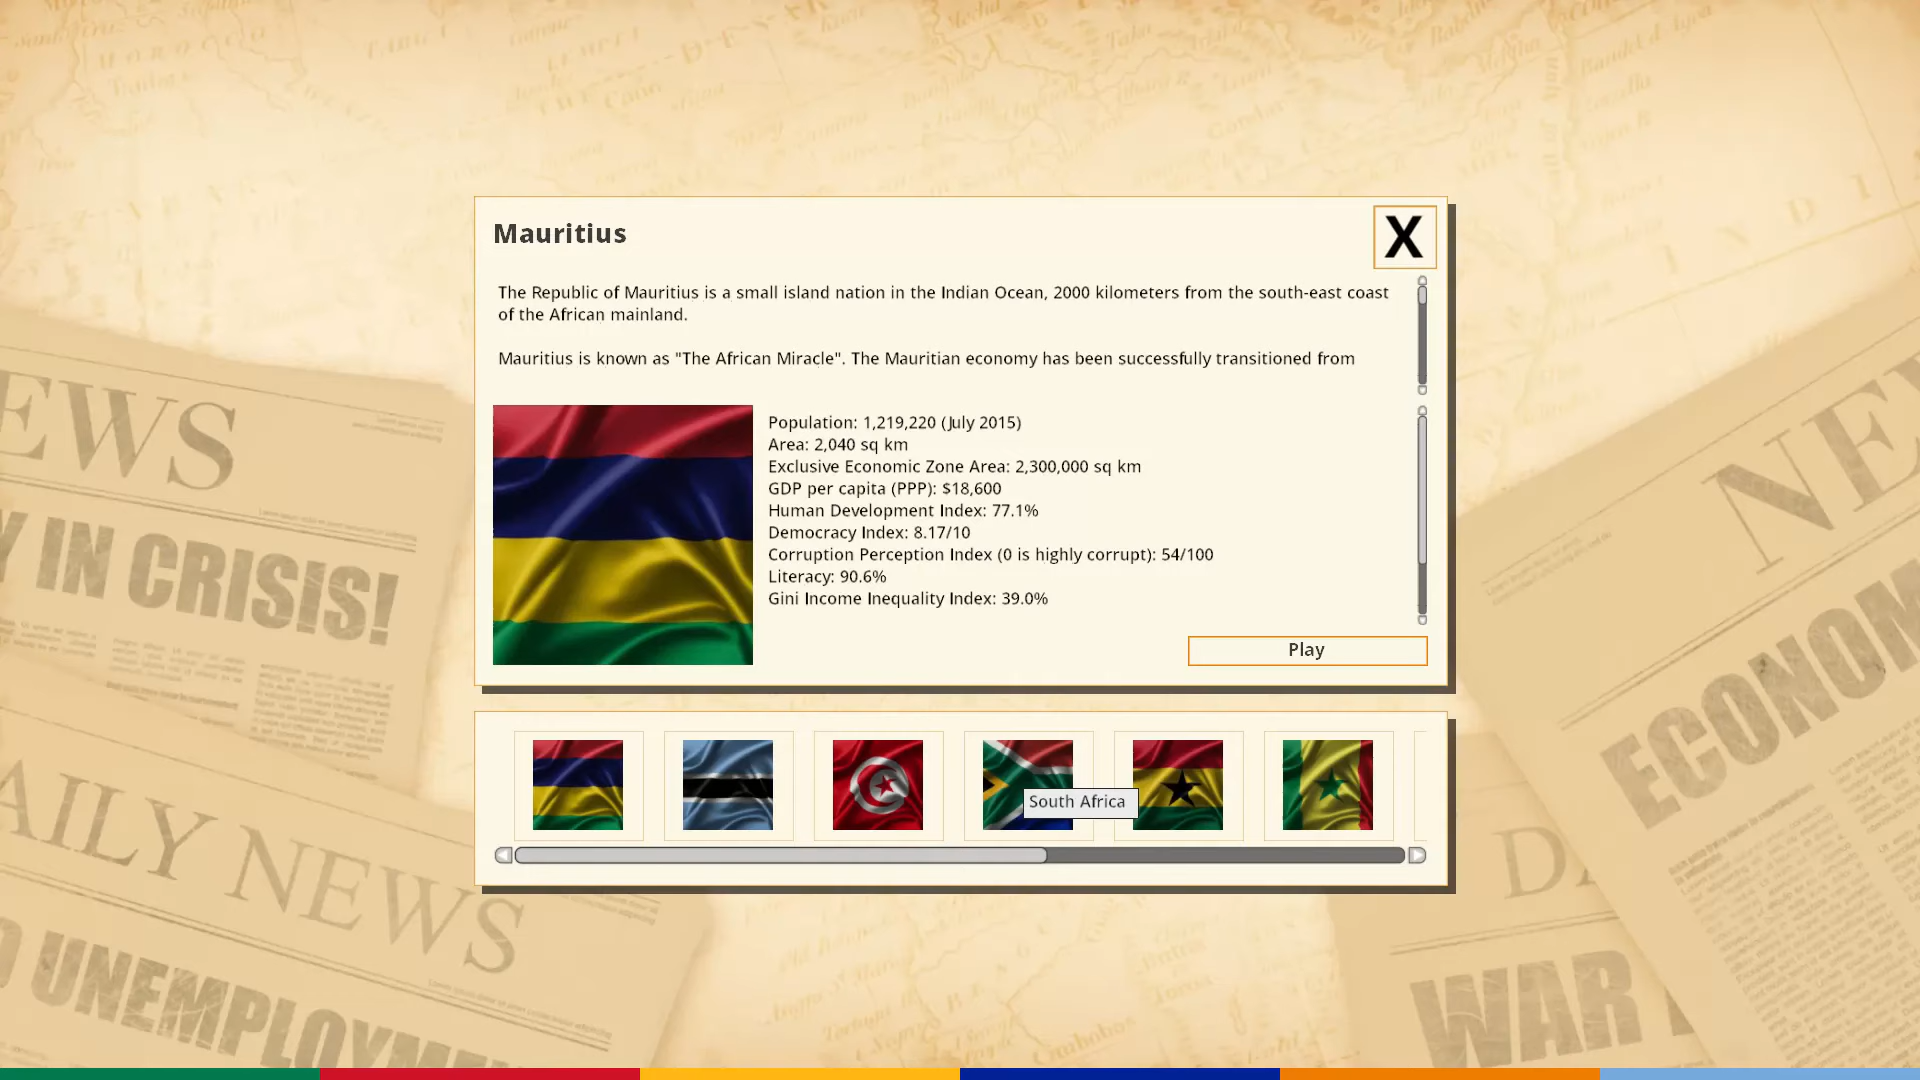 Mauritius
X
The Republic of Mauritius is a small island nation in the Indian Ocean, 2000 kilometers from the south-east coast
of the African mainland.
Mauritius is known as "The African Miracle". The Mauritian economy has been successfully transitioned from
Population: 1,219,220 (July 2015)
Area: 2,040 sq km
Exclusive Economic Zone Area: 2,300,000 sq km
GDP per capita (PPP): $18,600
Human Development Index: 77.1%
Democracy Index: 8.17/10
Corruption Perception Index (0 is highly corrupt): 54/100
Literacy: 90.6%
Gini Income Inequality Index: 39.0%
Play
South Africa
EWS
Y IN CRISIS!
AILY NEWS
UNEMPLOYM
NE
ECONOM
DA
WAR